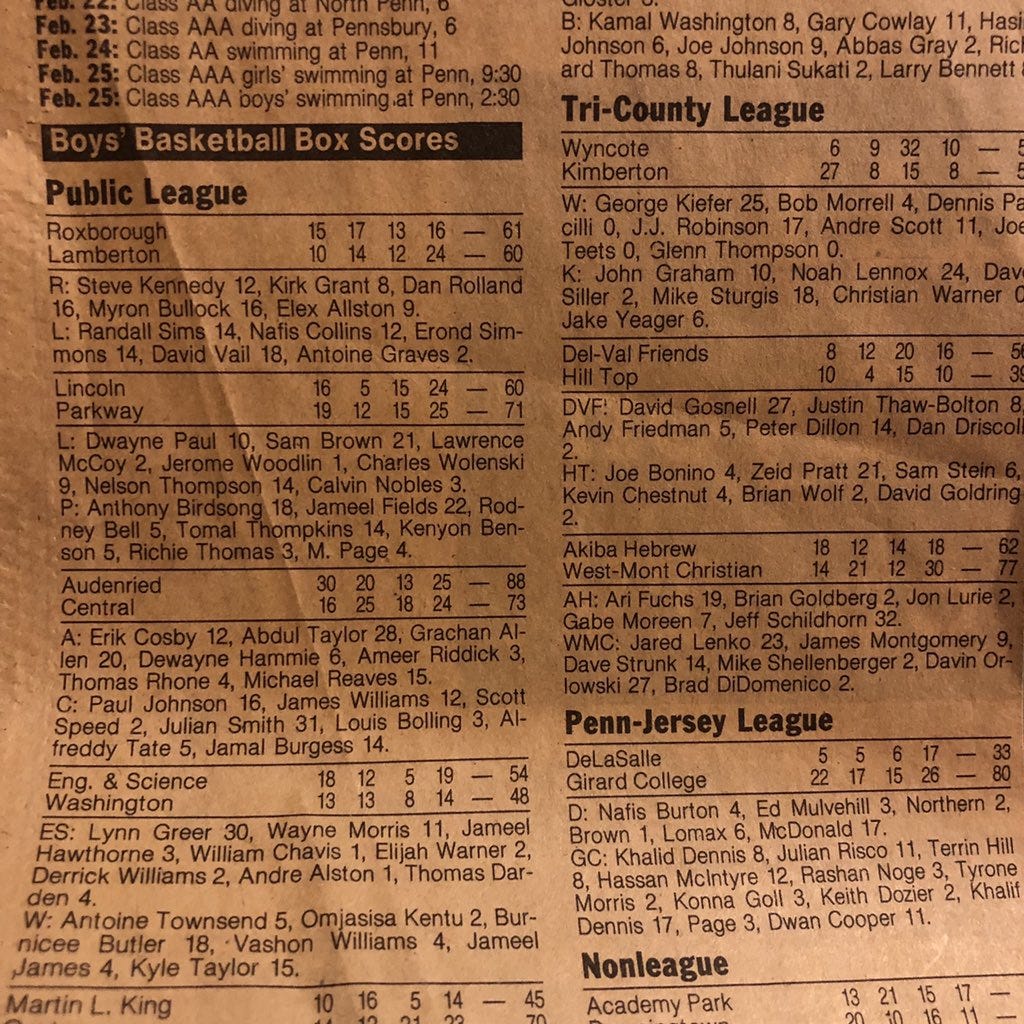 Feb. 22: Class AA diving at North Penn, 6
Feb. 23: Class AAA diving at Pennsbury, 6
Feb. 24: Class AA swimming at Penn, 11
Feb. 25: Class AAA girls' swimming at Penn, 9:30
Feb. 25: Class AAA boys' swimming at Penn, 2:30
Boys' Basketball Box Scores
Public League
Roxborough 15 17 13 16 — 61
Lamberton 10 14 12 24 — 60
R: Steve Kennedy 12, Kirk Grant 8, Dan Rolland
16, Myron Bullock 16, Elex Allston 9.
L: Randall Sims 14, Nafis Collins 12, Erond Sim-
mons 14, David Vail 18, Antoine Graves 2.
Lincoln 16 5 15 24 — 60
Parkway 19 12 15 25 — 71
L: Dwayne Paul 10, Sam Brown 21, Lawrence
McCoy 2, Jerome Woodlin 1, Charles Wolenski
9, Nelson Thompson 14, Calvin Nobles 3.
P: Anthony Birdsong 18, Jameel Fields 22, Rod-
ney Bell 5, Tomal Thompkins 14, Kenyon Ben-
son 5, Richie Thomas 3, M. Page 4.
Audenried 30 20 13 25 — 88
Central 16 25 18 24 — 73
A: Erik Cosby 12, Abdul Taylor 28, Grachan Al-
len 20, Dewayne Hammie 6, Ameer Riddick 3,
Thomas Rhone 4, Michael Reaves 15.
C: Paul Johnson 16, James Williams 12, Scott
Speed 2, Julian Smith 31, Louis Bolling 3, Al-
freddy Tate 5, Jamal Burgess 14.
Eng. & Science 18 12 5 19 — 54
Washington 13 13 8 14 — 48
ES: Lynn Greer 30, Wayne Morris 11, Jameel
Hawthorne 3, William Chavis 1, Elijah Warner 2,
Derrick Williams 2, Andre Alston 1, Thomas Dar-
den 4.
W: Antoine Townsend 5, Omjasisa Kentu 2, Bur-
nicee Butler 18, Vashon Williams 4, Jameel
James 4, Kyle Taylor 15.
Martin L. King 10 16 5 14 — 45
B: Kamal Washington 8, Gary Cowlay 11, Hasi
Johnson 6, Joe Johnson 9, Abbas Gray 2, Rich
ard Thomas 8, Thulani Sukati 2, Larry Bennett
Tri-County League
Wyncote 6 9 32 10 — 5
Kimberton 27 8 15 8 — 5
W: George Kiefer 25, Bob Morrell 4, Dennis Pa
cilli 0, J.J. Robinson 17, Andre Scott 11, Joe
Teets 0, Glenn Thompson 0.
K: John Graham 10, Noah Lennox 24, Dave
Siller 2, Mike Sturgis 18, Christian Warner 0
Jake Yeager 6.
Del-Val Friends 8 12 20 16 — 56
Hill Top 10 4 15 10 — 39
DVF: David Gosnell 27, Justin Thaw-Bolton 8,
Andy Friedman 5, Peter Dillon 14, Dan Driscoll
2.
HT: Joe Bonino 4, Zeid Pratt 21, Sam Stein 6,
Kevin Chestnut 4, Brian Wolf 2, David Goldring
2.
Akiba Hebrew 18 12 14 18 — 62
West-Mont Christian 14 21 12 30 — 77
AH: Ari Fuchs 19, Brian Goldberg 2, Jon Lurie 2,
Gabe Moreen 7, Jeff Schildhorn 32.
WMC: Jared Lenko 23, James Montgomery 9,
Dave Strunk 14, Mike Shellenberger 2, Davin Or-
lowski 27, Brad DiDomenico 2.
Penn-Jersey League
DeLaSalle 5 5 6 17 — 33
Girard College 22 17 15 26 — 80
D: Nafis Burton 4, Ed Mulvehill 3, Northern 2,
Brown 1, Lomax 6, McDonald 17.
GC: Khalid Dennis 8, Julian Risco 11, Terrin Hill
8, Hassan McIntyre 12, Rashan Noge 3, Tyrone
Morris 2, Konna Goll 3, Keith Dozier 2, Khalif
Dennis 17, Page 3, Dwan Cooper 11.
Nonleague
Academy Park 13 21 15 17 —